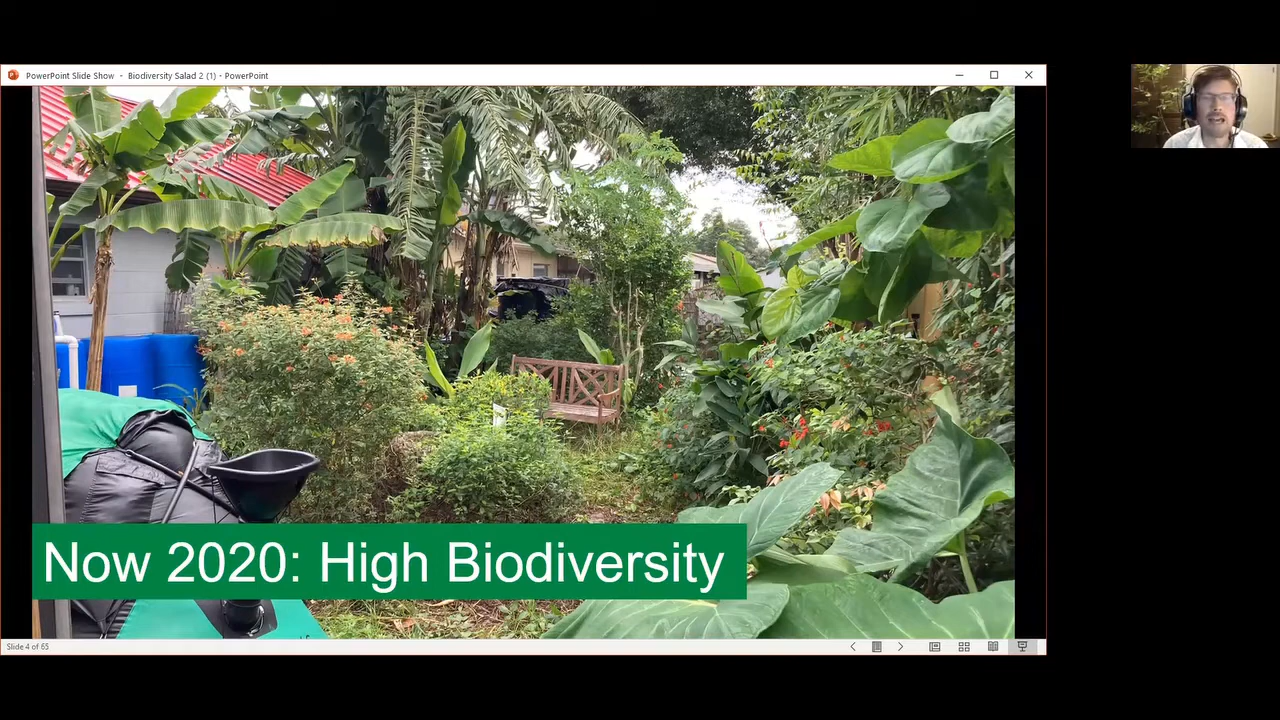 PowerPoint Slide Show - Biodiversity Salad 2 (1) - PowerPoint
Now 2020: High Biodiversity
Slide 4 of 65